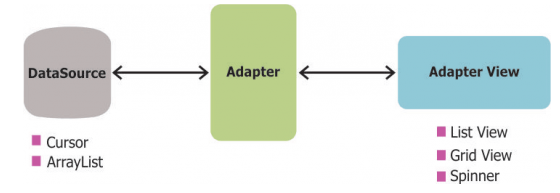 DataSource
Adapter
Adapter View
Cursor
ArrayList
List View
Grid View
Spinner